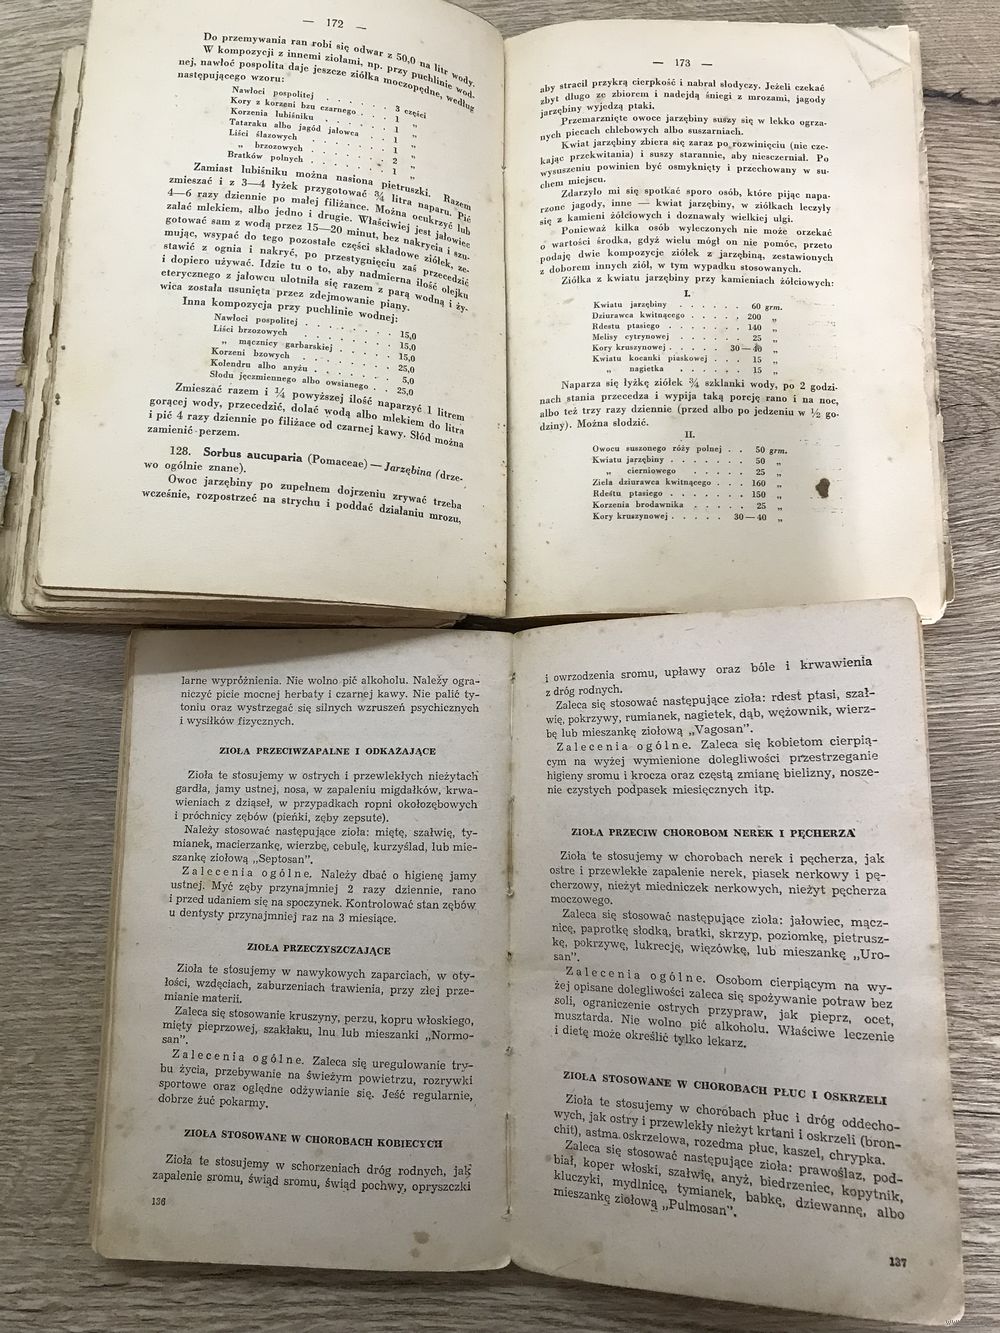 — 172 —
Do przemywania ran robi się odwar z 50,0 na litr wody.
W kompozycji z innemi ziołami, np. przy puchlinie wod-
nej, nawłoć pospolita daje jeszcze ziółka moczopędne, według
następującego wzoru:
Nawłoci pospolitej . . . . . . . 3 części
Kory z korzeni bzu czarnego . . . 1 „
Korzenia lubiśniku . . . . . . . 1 „
Tataraku albo jagód jałowca . . . 1 „
Liści ślazowych . . . . . . . 1 „
„ brzozowych . . . . . . . 2 „
Bratków polnych . . . . . . . 1 „
Zamiast lubiśniku można nasiona pietruszki. Razem
zmieszać i z 3—4 łyżek przygotować ¾ litra naparu. Pić
4—6 razy dziennie po małej filiżance. Można ocukrzyć lub
zalać mlekiem, albo jedno i drugie. Właściwiej jest jałowiec
gotować sam z wodą przez 15—20 minut, bez nakrycia i szu-
mując, wsypać do tego pozostałe części składowe ziółek, ze-
stawić z ognia i nakryć, po przestygnięciu zaś przecedzić
i dopiero używać. Idzie tu o to, aby nadmierna ilość olejku
eterycznego z jałowcu ulotniła się razem z parą wodną i ży-
wica została usunięta przez zdejmowanie piany.
Inna kompozycja przy puchlinie wodnej:
Nawłoci pospolitej . . . . . . . 15,0
Liści brzozowych . . . . . . . 15,0
„ mącznicy garbarskiej . . . . 15,0
Korzeni bzowych . . . . . . . 25,0
Kolendru albo anyżu . . . . . . 5,0
Słodu jęczmiennego albo owsianego . . 25,0
Zmieszać razem i ¼ powyższej ilość naparzyć 1 litrem
gorącej wody, przecedzić, dolać wodą albo mlekiem do litra
i pić 4 razy dziennie po filiżace od czarnej kawy. Słód można
zamienić perzem.
128. Sorbus aucuparia (Pomaceae) — Jarzębina (drze-
wo ogólnie znane).
Owoc jarzębiny po zupełnem dojrzeniu zrywać trzeba
wcześnie, rozpostrzeć na strychu i poddać działaniu mrozu,
— 173 —
aby stracił przykrą cierpkość i nabrał słodyczy. Jeżeli czekać
zbyt długo ze zbiorem i nadejdą śniegi z mrozami, jagody
jarzębiny wyjedzą ptaki.
Przemarznięte owoce jarzębiny suszy się w lekko ogrza-
nych piecach chlebowych albo suszarniach.
Kwiat jarzębiny zbiera się zaraz po rozwinięciu (nie cze-
kając przekwitania) i suszy starannie, aby niesczerniał. Po
wysuszeniu powinien być osmyknięty i przechowany w su-
chem miejscu.
Zdarzyło mi się spotkać sporo osób, które pijąc napa-
rzone jagody, inne — kwiat jarzębiny, w ziółkach leczyły
się z kamieni żółciowych i doznawały wielkiej ulgi.
Ponieważ kilka osób wyleczonych nie może orzekać
o wartości środka, gdyż wielu mógł on nie pomóc, przeto
podaję dwie kompozycje ziółek z jarzębiną, zestawionych
z doborem innych ziół, w tym wypadku stosowanych.
Ziółka z kwiatu jarzębiny przy kamieniach żółciowych:
I.
Kwiatu jarzębiny . . . . . . 60 grm.
Dziurawca kwitnącego . . . . . 200 „
Rdestu ptasiego . . . . . . . 140 „
Melisy cytrynowej . . . . . . 25 „
Kory kruszynowej . . . . 30—40 „
Kwiatu kocanki piaskowej . . . . 15 „
„ nagietka . . . . . . 15 „
Naparza się łyżkę ziółek ¾ szklanki wody, po 2 godzi-
nach stania przecedza i wypija taką porcję rano i na noc,
albo też trzy razy dziennie (przed albo po jedzeniu w ½ go-
dziny). Można słodzić.
II.
Owocu suszonego róży polnej . . 50 grm.
Kwiatu jarzębiny . . . . . . . 50 „
„ cierniowego . . . . . . 25 „
Ziela dziurawca kwitnącego . . . 160 „
Rdestu ptasiego . . . . . . . 150 „
Korzenia brodawnika . . . . . 25 „
Kory kruszynowej . . . . . 30—40 „
larne wypróżnienia. Nie wolno pić alkoholu. Należy ogra-
niczyć picie mocnej herbaty i czarnej kawy. Nie palić ty-
toniu oraz wystrzegać się silnych wzruszeń psychicznych
i wysiłków fizycznych.
ZIOŁA PRZECIWZAPALNE I ODKAŻAJĄCE
Zioła te stosujemy w ostrych i przewlekłych nieżytach
gardła, jamy ustnej, nosa, w zapaleniu migdałków, krwa-
wieniach z dziąseł, w przypadkach ropni okołozębowych
i próchnicy zębów (pieńki, zęby zepsute).
Należy stosować następujące zioła: miętę, szałwię, ty-
mianek, macierzankę, wierzbę, cebulę, kurzyślad, lub mie-
szankę ziołową „Septosan”.
Zalecenia ogólne. Należy dbać o higienę jamy
ustnej. Myć zęby przynajmniej 2 razy dziennie, rano
i przed udaniem się na spoczynek. Kontrolować stan zębów
u dentysty przynajmniej raz na 3 miesiące.
ZIOŁA PRZECZYSZCZAJĄCE
Zioła te stosujemy w nawykowych zaparciach, w oty-
łości, wzdęciach, zaburzeniach trawienia, przy złej prze-
mianie materii.
Zaleca się stosowanie kruszyny, perzu, kopru włoskiego,
mięty pieprzowej, szakłaku, lnu lub mieszanki „Normo-
san”.
Zalecenia ogólne. Zaleca się uregulowanie try-
bu życia, przebywanie na świeżym powietrzu, rozrywki
sportowe oraz oględne odżywianie się. Jeść regularnie,
dobrze żuć pokarmy.
ZIOŁA STOSOWANE W CHOROBACH KOBIECYCH
Zioła te stosujemy w schorzeniach dróg rodnych, jak
zapalenie sromu, świąd sromu, świąd pochwy, opryszczki
136
i owrzodzenia sromu, upławy oraz bóle i krwawienia
z dróg rodnych.
Zaleca się stosować następujące zioła: rdest ptasi, szał-
wię, pokrzywy, rumianek, nagietek, dąb, wężownik, wierz-
bę lub mieszankę ziołową „Vagosan”.
Zalecenia ogólne. Zaleca się kobietom cierpią-
cym na wyżej wymienione dolegliwości przestrzeganie
higieny sromu i krocza oraz częstą zmianę bielizny, nosze-
nie czystych podpasek miesięcznych itp.
ZIOŁA PRZECIW CHOROBOM NEREK I PĘCHERZA
Zioła te stosujemy w chorobach nerek i pęcherza, jak
ostre i przewlekłe zapalenie nerek, piasek nerkowy i pę-
cherzowy, nieżyt miedniczek nerkowych, nieżyt pęcherza
moczowego.
Zaleca się stosować następujące zioła: jałowiec, mącz-
nicę, paprotkę słodką, bratki, skrzyp, poziomkę, pietrusz-
kę, pokrzywę, lukrecję, więzówkę, lub mieszankę „Uro-
san”.
Zalecenia ogólne. Osobom cierpiącym na wy-
żej opisane dolegliwości zaleca się spożywanie potraw bez
soli, ograniczenie ostrych przypraw, jak pieprz, ocet,
musztarda. Nie wolno pić alkoholu. Właściwe leczenie
i dietę może określić tylko lekarz.
ZIOŁA STOSOWANE W CHOROBACH PŁUC I OSKRZELI
Zioła te stosujemy w chorobach płuc i dróg oddecho-
wych, jak ostry i przewlekły nieżyt krtani i oskrzeli (bron-
chit), astma oskrzelowa, rozedma płuc, kaszel, chrypka.
Zaleca się stosować następujące zioła: prawoślaz, pod-
biał, koper włoski, szałwię, anyż, biedrzeniec, kopytnik,
kluczyki, mydlnicę, tymianek, babkę, dziewannę, albo
mieszankę ziołową „Pulmosan”.
137